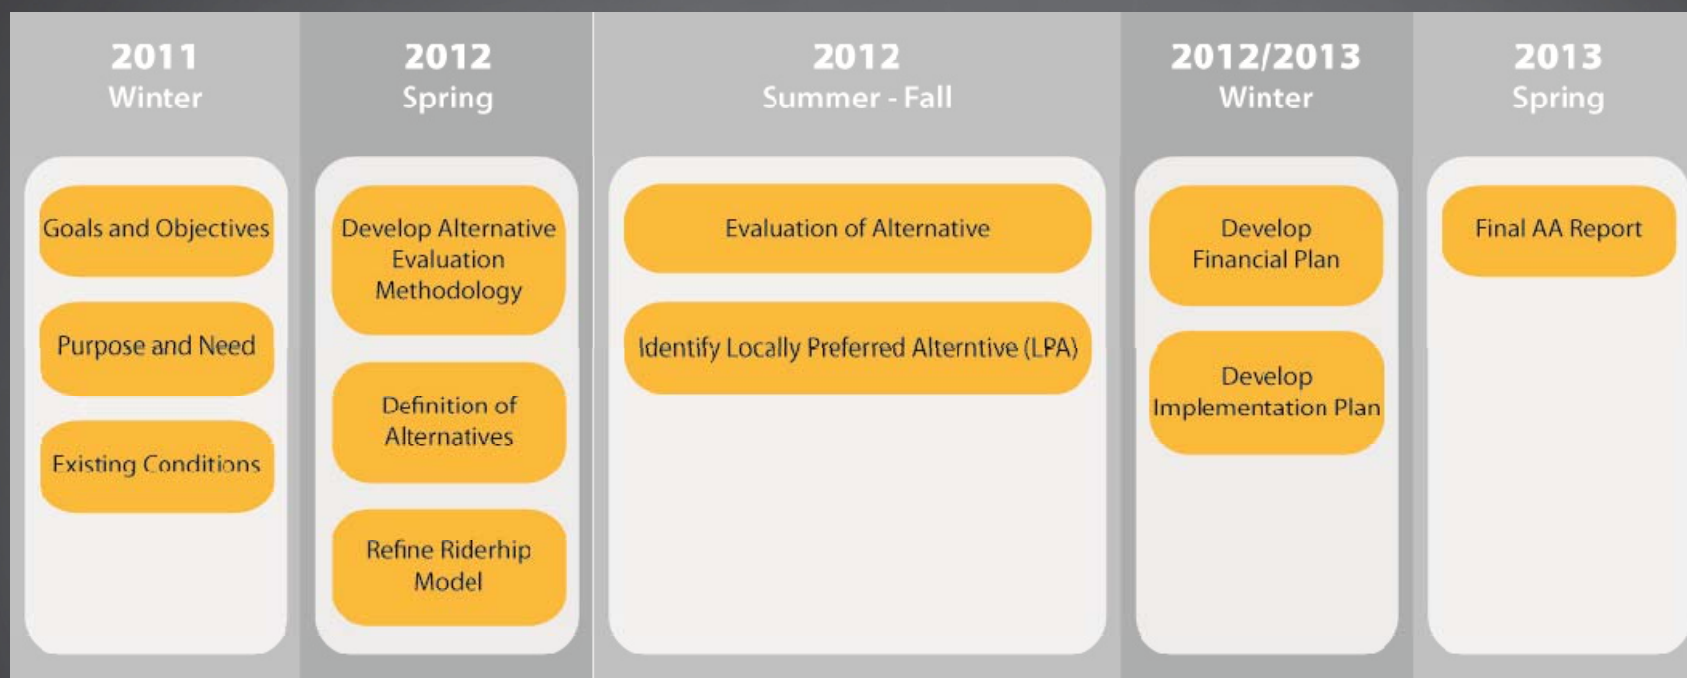 2011
Winter
Goals and Objectives
Purpose and Need
Existing Conditions
2012
Spring
Develop Alternative
Evaluation
Methodology
Definition of
Alternatives
Refine Riderhip
Model
2012
Summer - Fall
Evaluation of Alternative
Identify Locally Preferred Alterntive (LPA)
2012/2013
Winter
Develop
Financial Plan
Develop
Implementation Plan
2013
Spring
Final AA Report